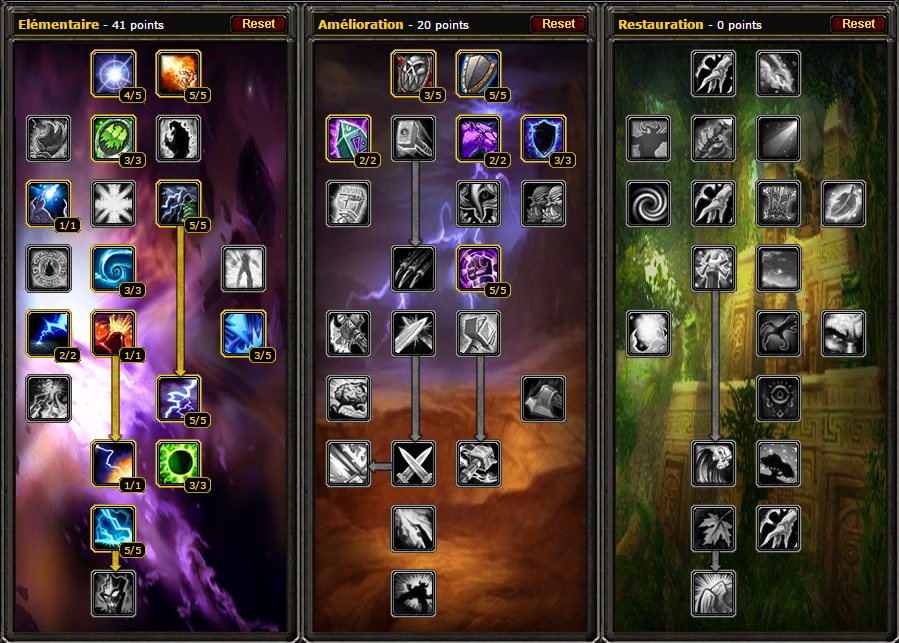 Elémentaire - 41 points Reset
4/5 5/5
3/3
1/1 5/5
3/3
2/2 1/1 3/5
5/5
1/1 3/3
5/5
Amélioration - 20 points Reset
3/5 5/5
2/2 2/2 3/3
5/5
Restauration - 0 points Reset